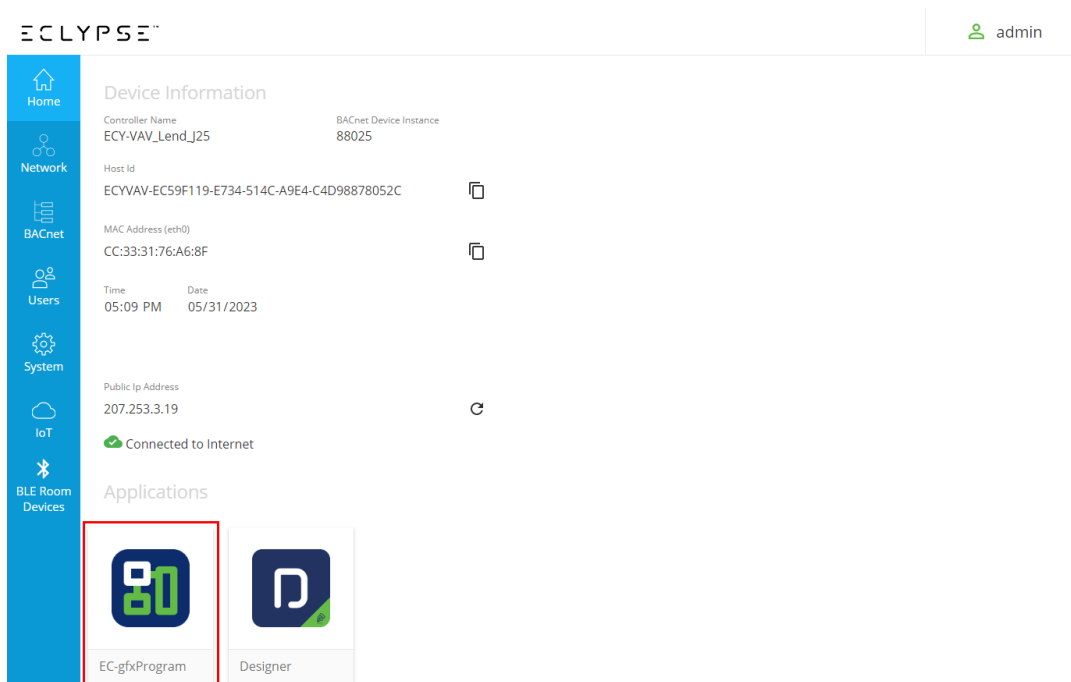 ECLYPSE™
admin
Home
Network
BACnet
Users
System
IoT
BLE Room
Devices
Device Information
Controller Name
BACnet Device Instance
ECY-VAV_Lend_J25
88025
Host Id
ECYVAV-EC59F119-E734-514C-A9E4-C4D98878052C
MAC Address (eth0)
CC:33:31:76:A6:8F
Time
Date
05:09 PM
05/31/2023
Public Ip Address
207.253.3.19
Connected to Internet
Applications
D
EC-gfxProgram
Designer